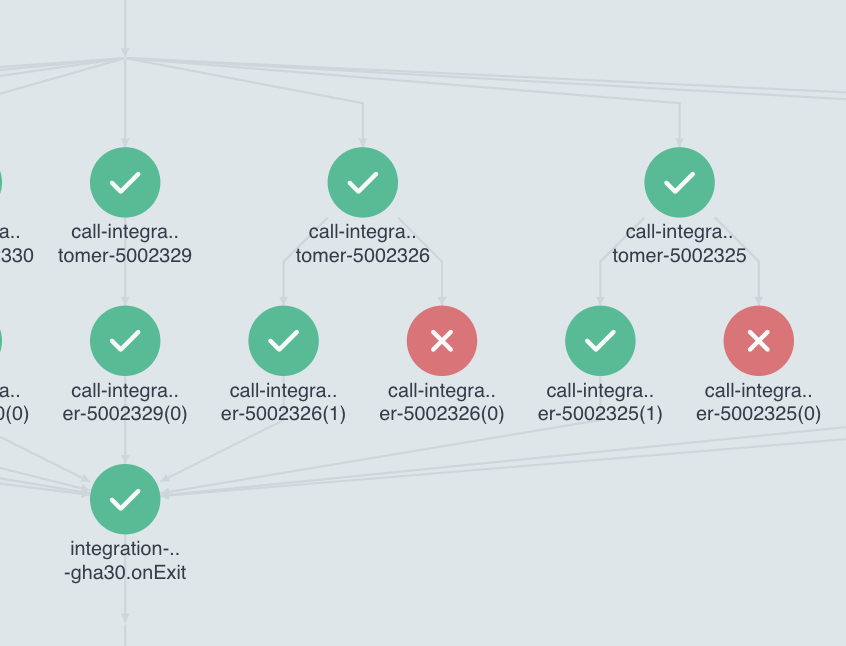 a..
330
call-integra..
tomer-5002329
call-integra..
tomer-5002326
call-integra..
tomer-5002325
a..
0(0)
call-integra..
er-5002329(0)
call-integra..
er-5002326(1)
call-integra..
er-5002326(0)
call-integra..
er-5002325(1)
call-integra..
er-5002325(0)
integration-..
-gha30.onExit